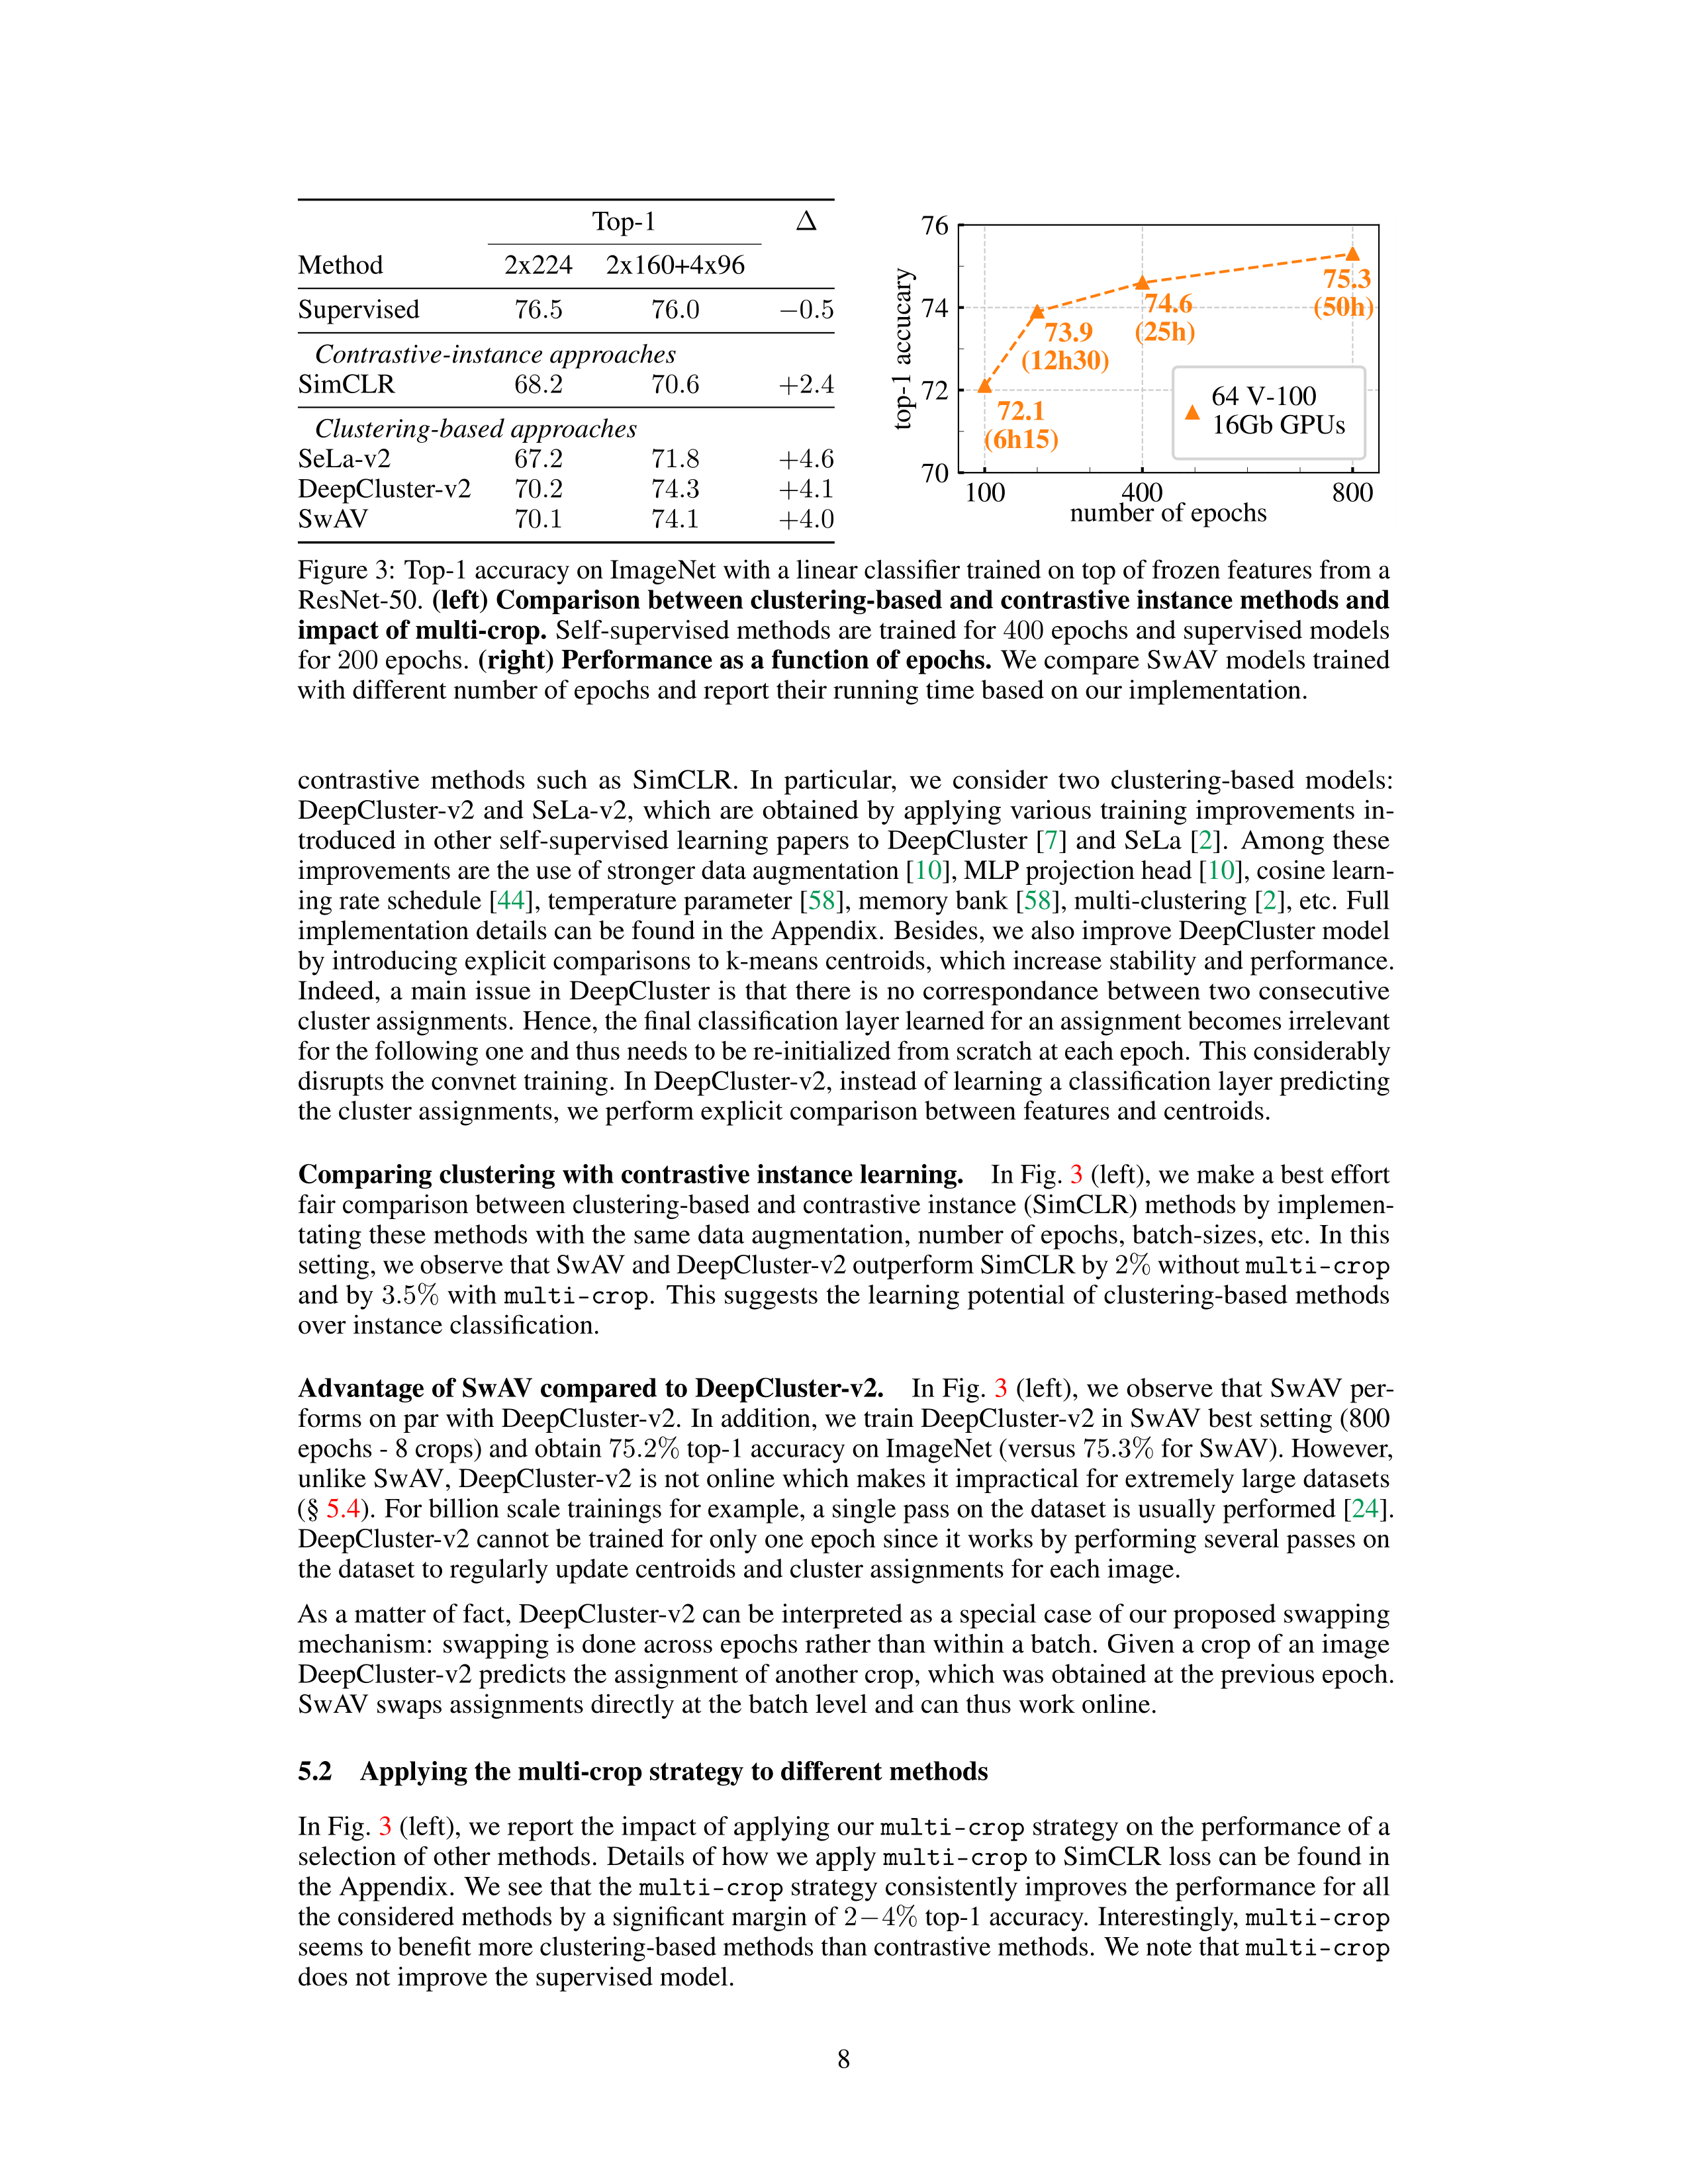 Top-1 Δ
Method 2x224 2x160+4x96
Supervised 76.5 76.0 −0.5
Contrastive-instance approaches
SimCLR 68.2 70.6 +2.4
Clustering-based approaches
SeLa-v2 67.2 71.8 +4.6
DeepCluster-v2 70.2 74.3 +4.1
SwAV 70.1 74.1 +4.0
76
74
72
70
top-1 accucary
72.1
(6h15)
73.9
(12h30)
74.6
(25h)
75.3
(50h)
64 V-100
16Gb GPUs
100 400 800
number of epochs
Figure 3: Top-1 accuracy on ImageNet with a linear classifier trained on top of frozen features from a
ResNet-50. (left) Comparison between clustering-based and contrastive instance methods and
impact of multi-crop. Self-supervised methods are trained for 400 epochs and supervised models
for 200 epochs. (right) Performance as a function of epochs. We compare SwAV models trained
with different number of epochs and report their running time based on our implementation.
contrastive methods such as SimCLR. In particular, we consider two clustering-based models:
DeepCluster-v2 and SeLa-v2, which are obtained by applying various training improvements in-
troduced in other self-supervised learning papers to DeepCluster [7] and SeLa [2]. Among these
improvements are the use of stronger data augmentation [10], MLP projection head [10], cosine learn-
ing rate schedule [44], temperature parameter [58], memory bank [58], multi-clustering [2], etc. Full
implementation details can be found in the Appendix. Besides, we also improve DeepCluster model
by introducing explicit comparisons to k-means centroids, which increase stability and performance.
Indeed, a main issue in DeepCluster is that there is no correspondance between two consecutive
cluster assignments. Hence, the final classification layer learned for an assignment becomes irrelevant
for the following one and thus needs to be re-initialized from scratch at each epoch. This considerably
disrupts the convnet training. In DeepCluster-v2, instead of learning a classification layer predicting
the cluster assignments, we perform explicit comparison between features and centroids.
Comparing clustering with contrastive instance learning. In Fig. 3 (left), we make a best effort
fair comparison between clustering-based and contrastive instance (SimCLR) methods by implemen-
tating these methods with the same data augmentation, number of epochs, batch-sizes, etc. In this
setting, we observe that SwAV and DeepCluster-v2 outperform SimCLR by 2% without multi-crop
and by 3.5% with multi-crop. This suggests the learning potential of clustering-based methods
over instance classification.
Advantage of SwAV compared to DeepCluster-v2. In Fig. 3 (left), we observe that SwAV per-
forms on par with DeepCluster-v2. In addition, we train DeepCluster-v2 in SwAV best setting (800
epochs - 8 crops) and obtain 75.2% top-1 accuracy on ImageNet (versus 75.3% for SwAV). However,
unlike SwAV, DeepCluster-v2 is not online which makes it impractical for extremely large datasets
(§ 5.4). For billion scale trainings for example, a single pass on the dataset is usually performed [24].
DeepCluster-v2 cannot be trained for only one epoch since it works by performing several passes on
the dataset to regularly update centroids and cluster assignments for each image.
As a matter of fact, DeepCluster-v2 can be interpreted as a special case of our proposed swapping
mechanism: swapping is done across epochs rather than within a batch. Given a crop of an image
DeepCluster-v2 predicts the assignment of another crop, which was obtained at the previous epoch.
SwAV swaps assignments directly at the batch level and can thus work online.
5.2 Applying the multi-crop strategy to different methods
In Fig. 3 (left), we report the impact of applying our multi-crop strategy on the performance of a
selection of other methods. Details of how we apply multi-crop to SimCLR loss can be found in
the Appendix. We see that the multi-crop strategy consistently improves the performance for all
the considered methods by a significant margin of 2−4% top-1 accuracy. Interestingly, multi-crop
seems to benefit more clustering-based methods than contrastive methods. We note that multi-crop
does not improve the supervised model.
8